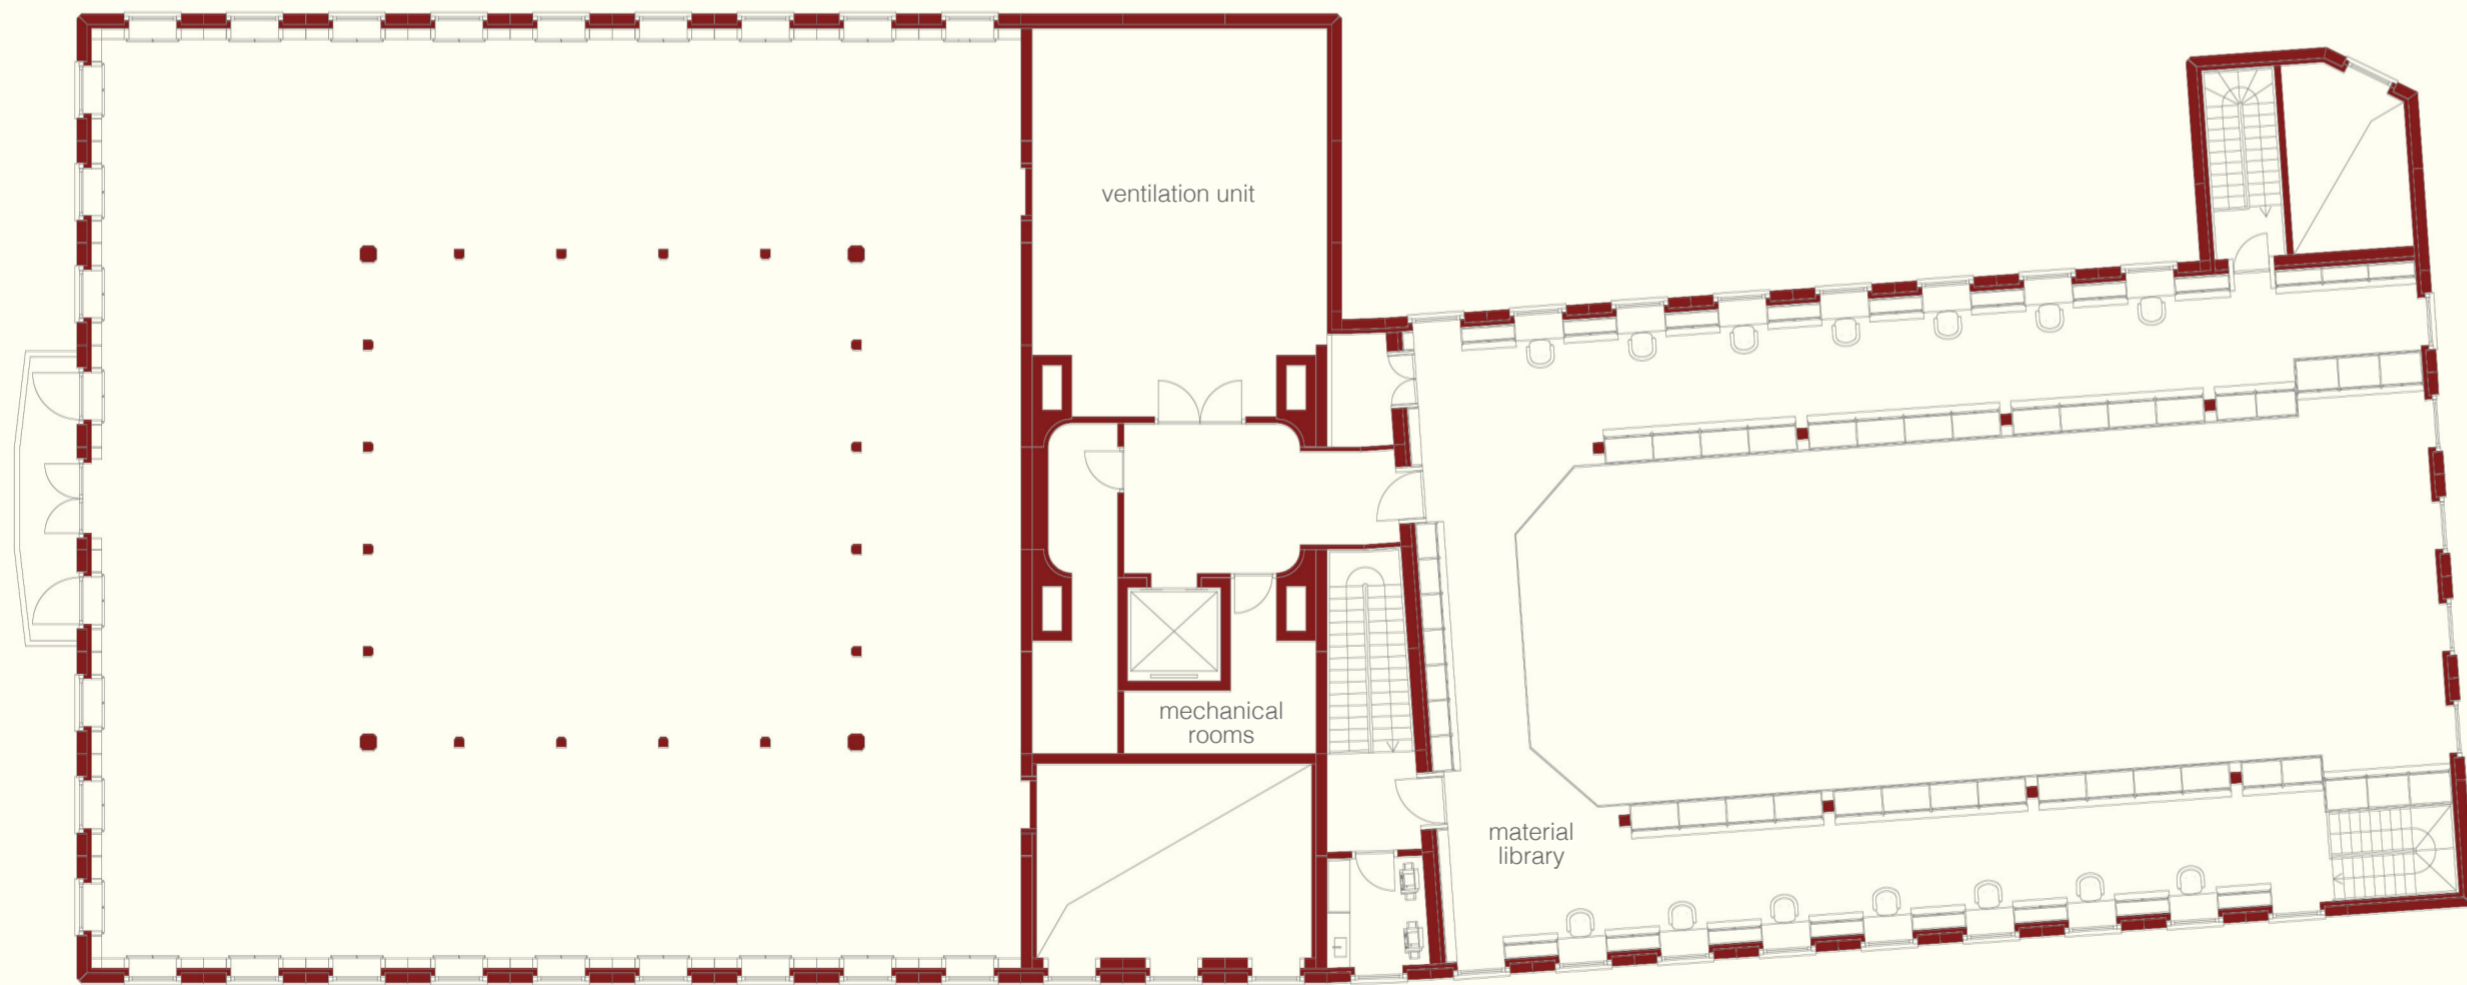 ventilation unit
mechanical
rooms
material
library